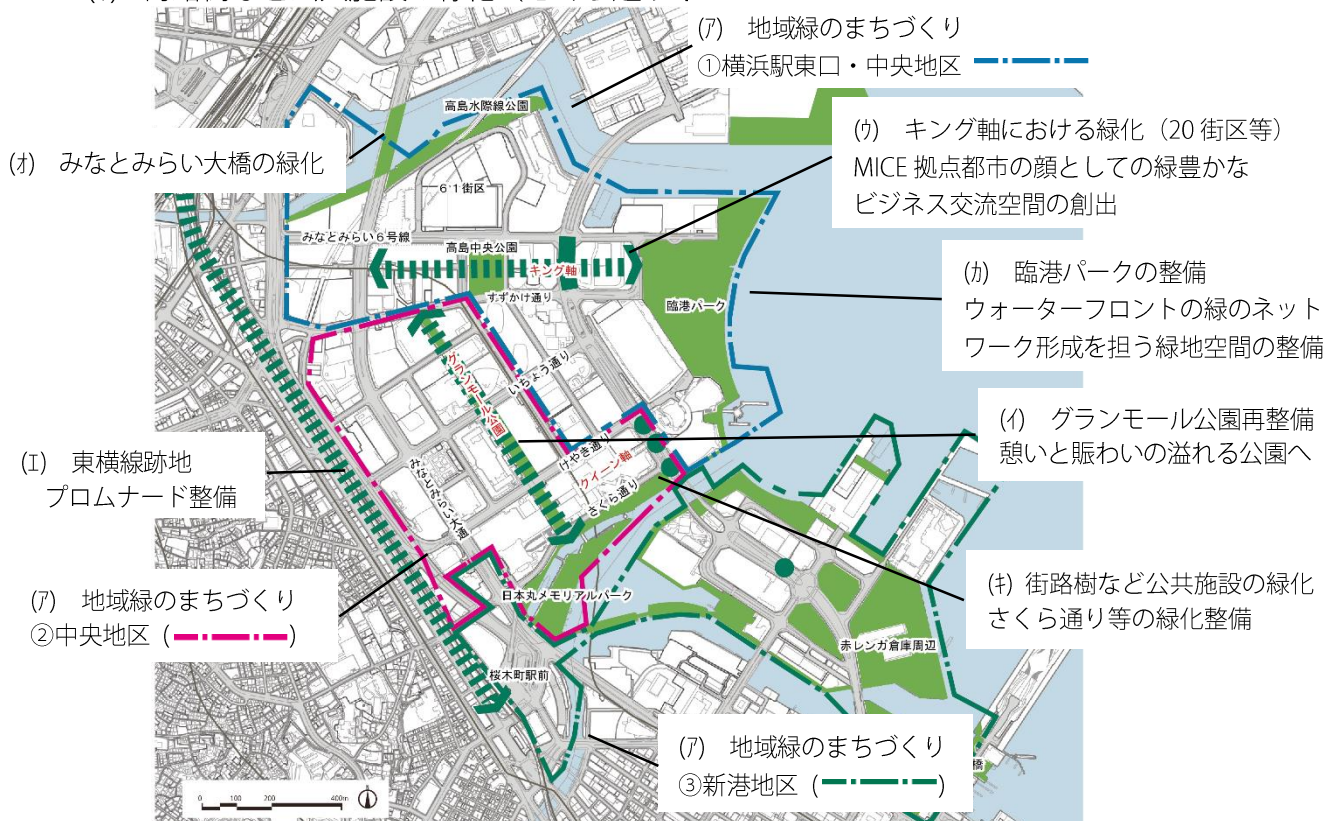 (ｱ) 地域緑のまちづくり
①横浜駅東口・中央地区
(ｳ) キング軸における緑化（20 街区等）
MICE 拠点都市の顔としての緑豊かな
ビジネス交流空間の創出
(ｵ) みなとみらい大橋の緑化
(ｶ) 臨港パークの整備
ウォーターフロントの緑のネット
ワーク形成を担う緑地空間の整備
(ｲ) グランモール公園再整備
憩いと賑わいの溢れる公園へ
(ｴ) 東横線跡地
プロムナード整備
(ｷ) 街路樹など公共施設の緑化
さくら通り等の緑化整備
(ｱ) 地域緑のまちづくり
②中央地区 ( )
(ｱ) 地域緑のまちづくり
③新港地区 ( )
高島水際線公園
61街区
みなとみらい6号線
高島中央公園
キング軸
すずかけ通り
臨港パーク
グランモール公園
いちょう通り
けやき通り
クイーン軸
さくら通り
みなとみらい大通
日本丸メモリアルパーク
赤レンガ倉庫周辺
桜木町駅前
橋
0 100 200 400m